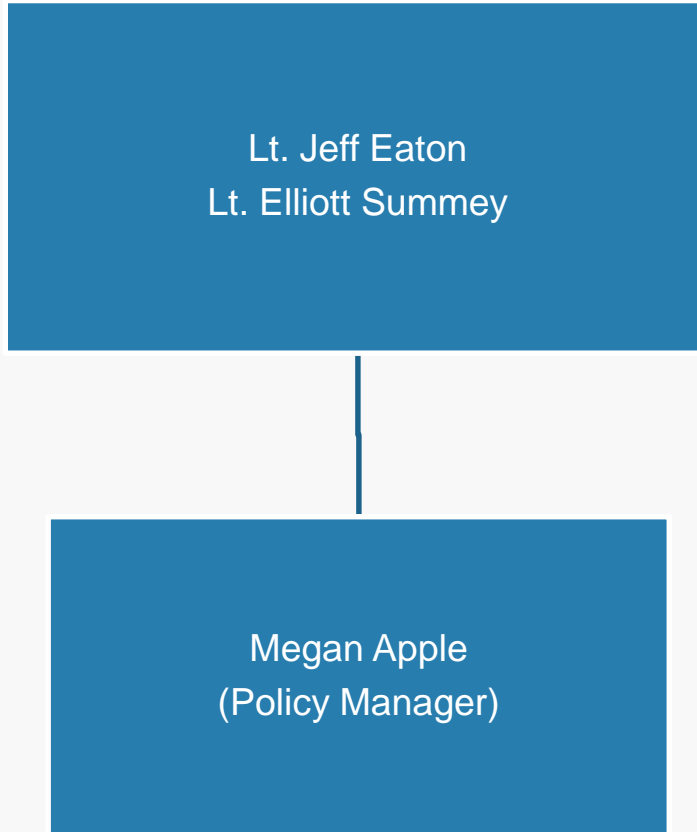 Lt. Jeff Eaton
Lt. Elliott Summey
Megan Apple
(Policy Manager)